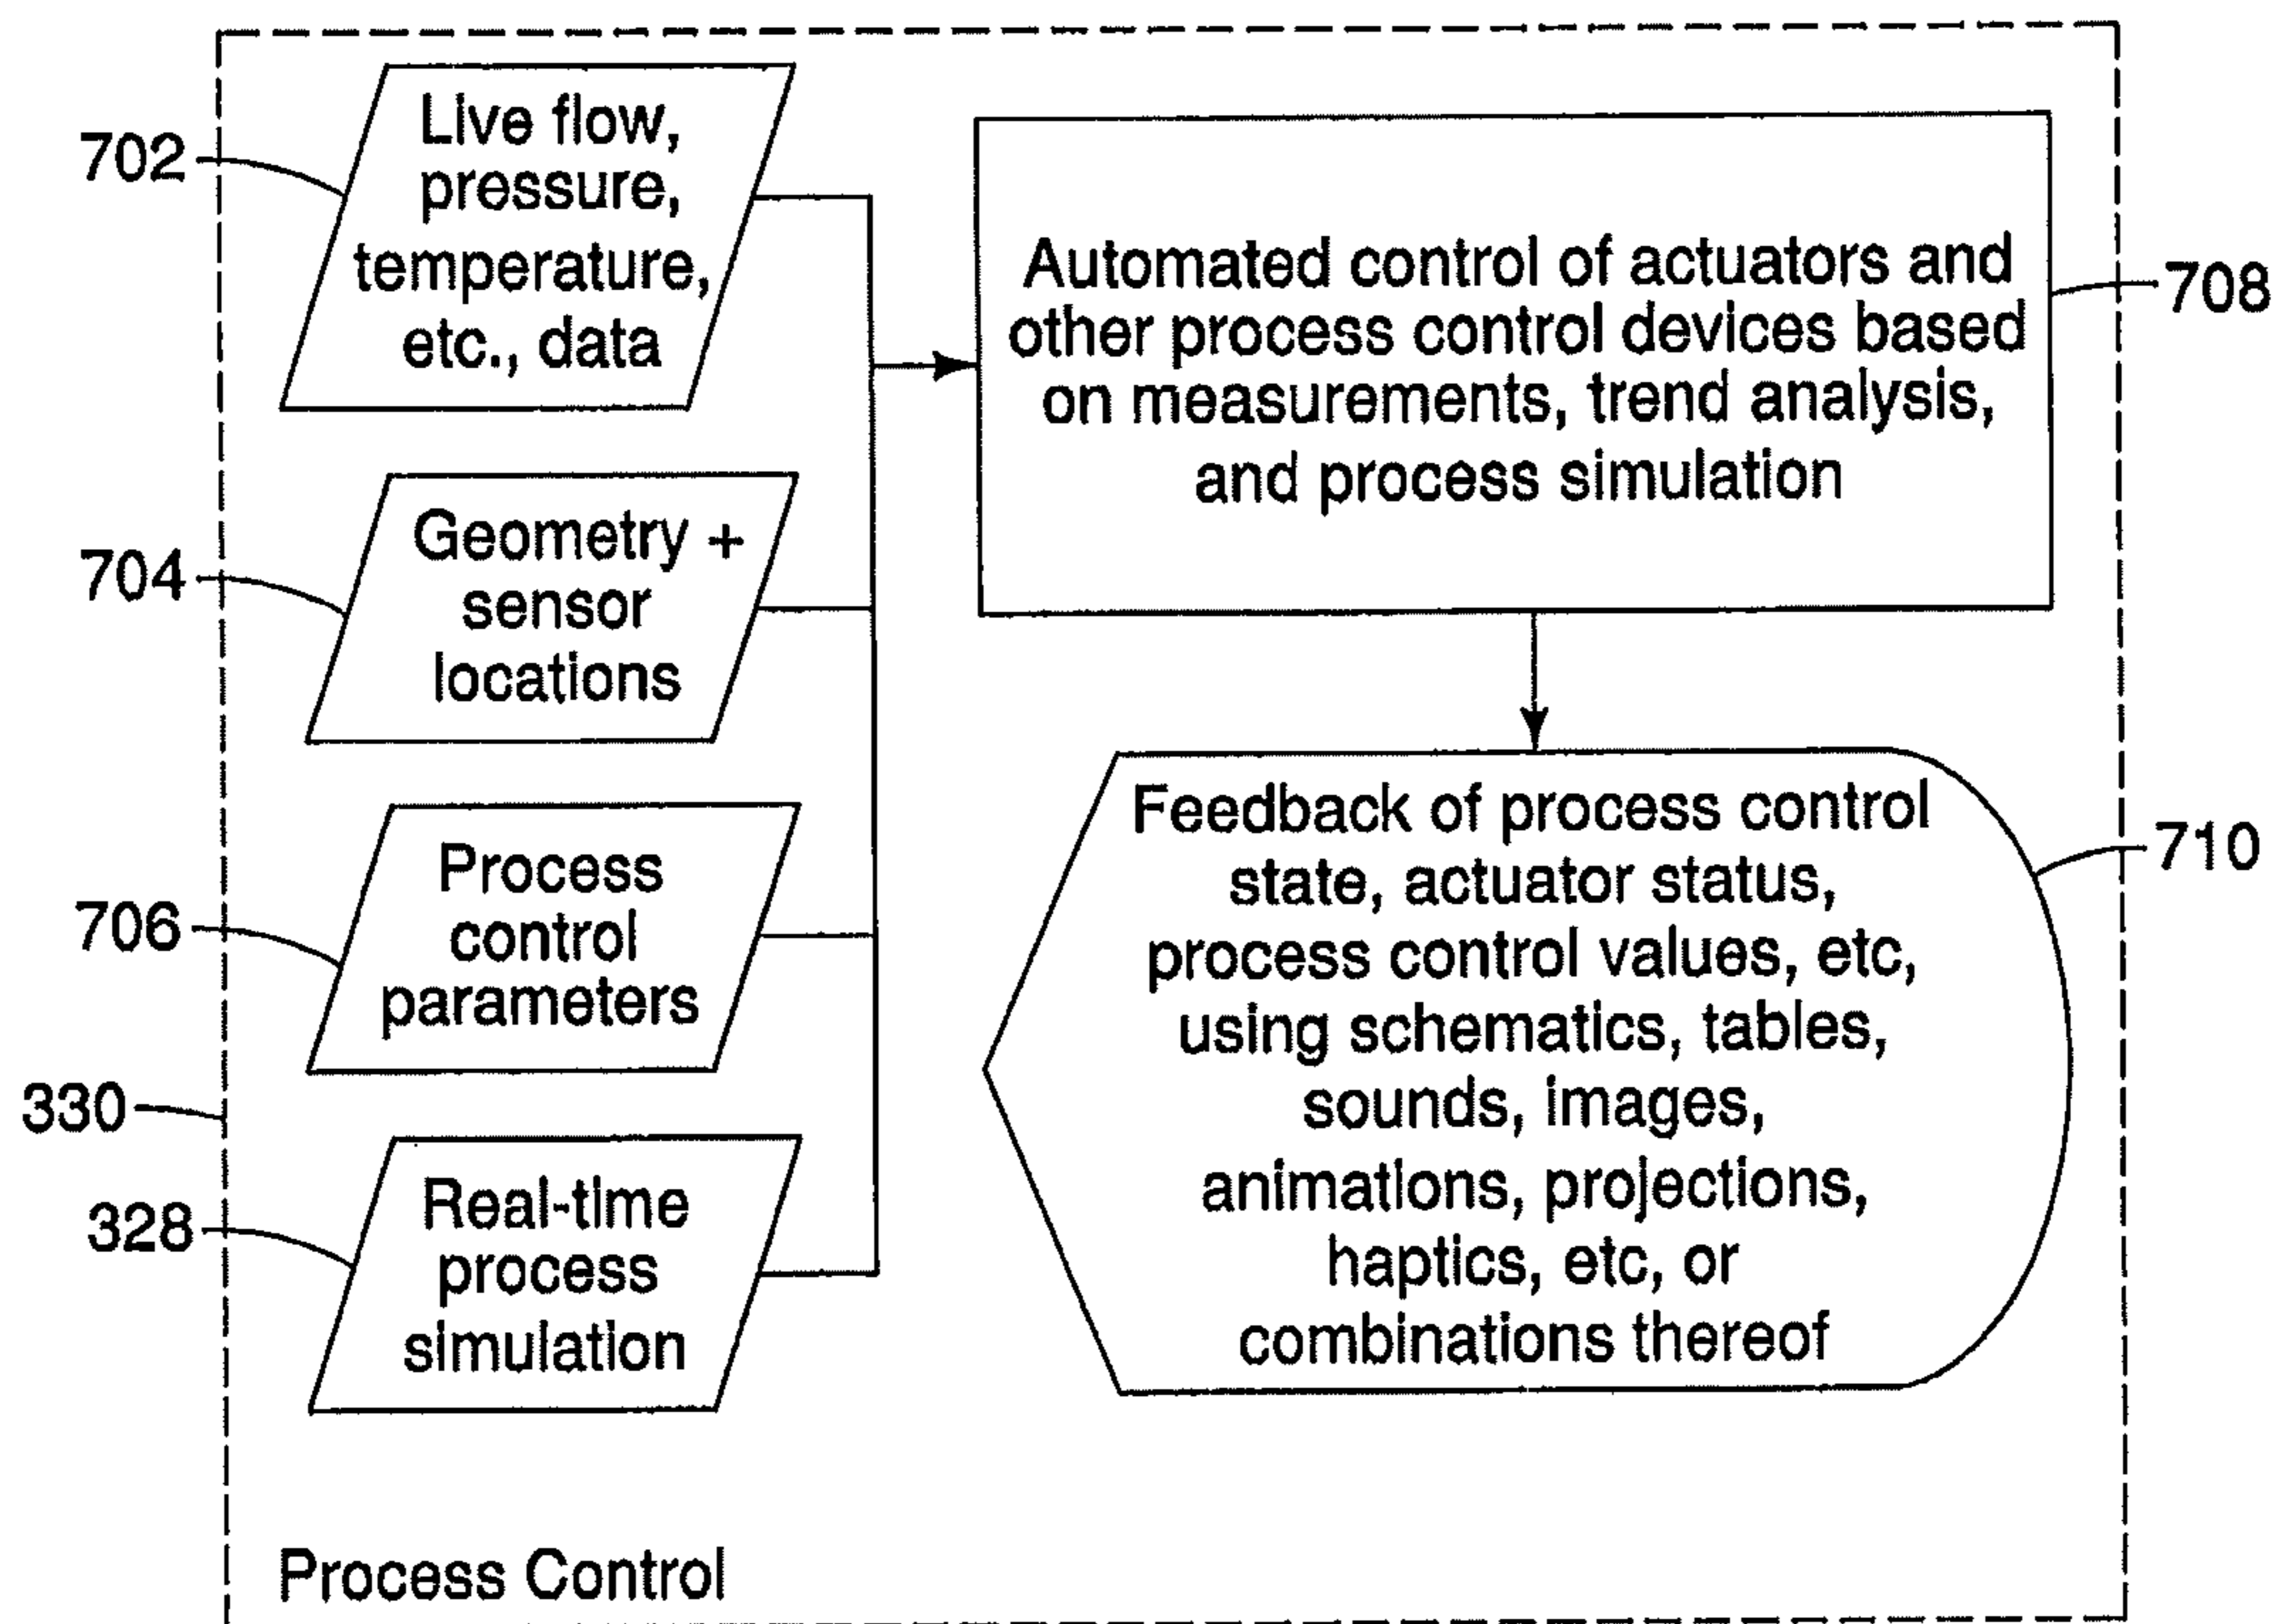 702
Live flow,
pressure,
temperature,
etc., data
704
Geometry +
sensor
locations
706
Process
control
parameters
330
328
Real-time
process
simulation
Automated control of actuators and
other process control devices based
on measurements, trend analysis,
and process simulation
708
Feedback of process control
state, actuator status,
process control values, etc,
using schematics, tables,
sounds, images,
animations, projections,
haptics, etc, or
combinations thereof
710
Process Control